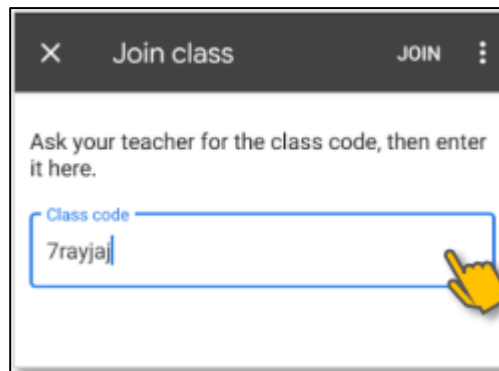 Join class JOIN
Ask your teacher for the class code, then enter
it here.
Class code
7rayjaj